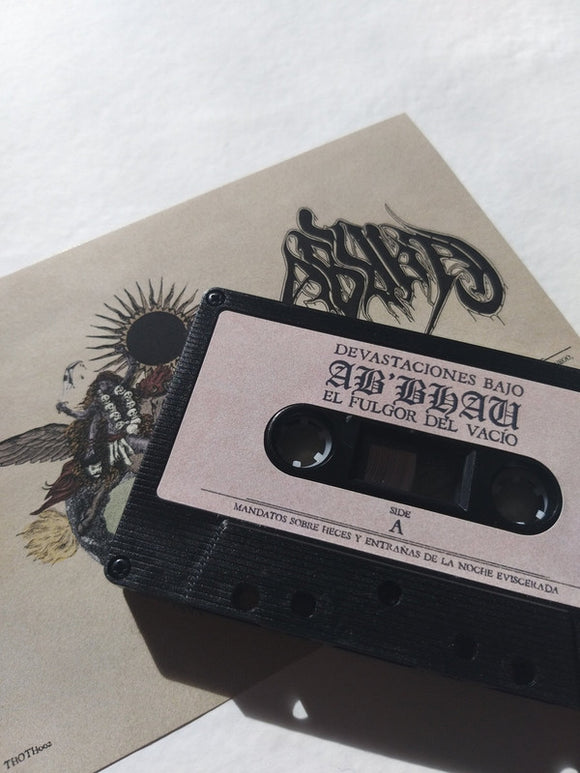 DEVASTACIONES BAJO
AB'BHAU
EL FULGOR DEL VACÍO
SIDE
A
MANDATOS SOBRE HECES Y ENTRAÑAS DE LA NOCHE EVISCERADA
THOTH002